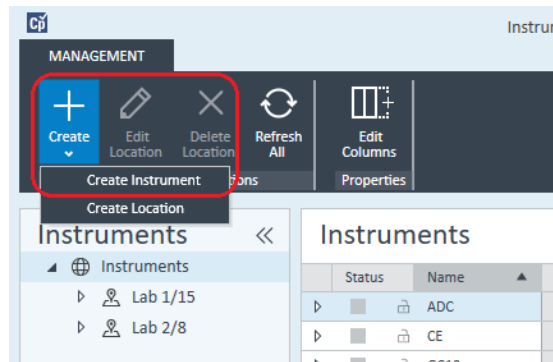 Cp
Instru
MANAGEMENT
Create Edit Location Delete Location Refresh All Edit Columns
Create Instrument
ons Properties
Create Location
Instruments « Instruments
Instruments
Status Name
Lab 1/15
ADC
Lab 2/8
CE